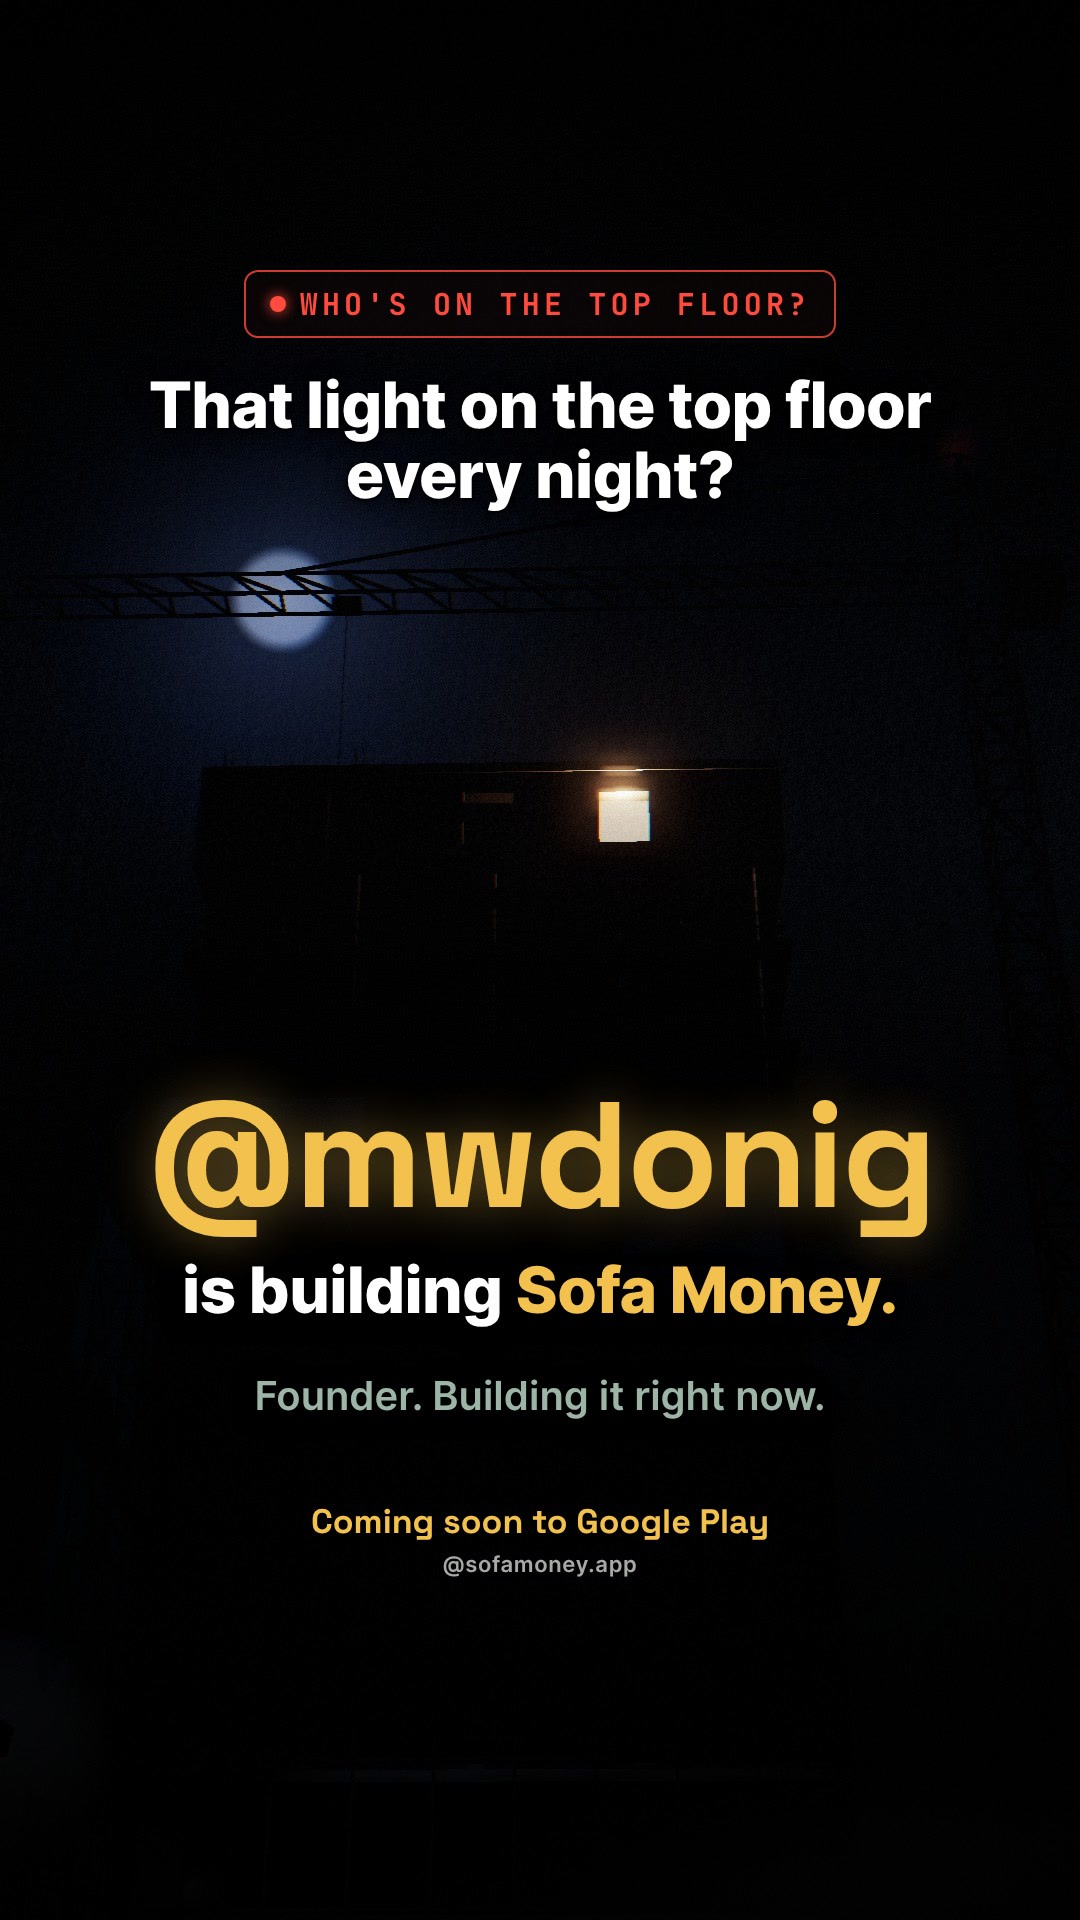 WHO'S ON THE TOP FLOOR?
That light on the top floor
every night?
@mwdonig
is building Sofa Money.
Founder. Building it right now.
Coming soon to Google Play
@sofamoney.app